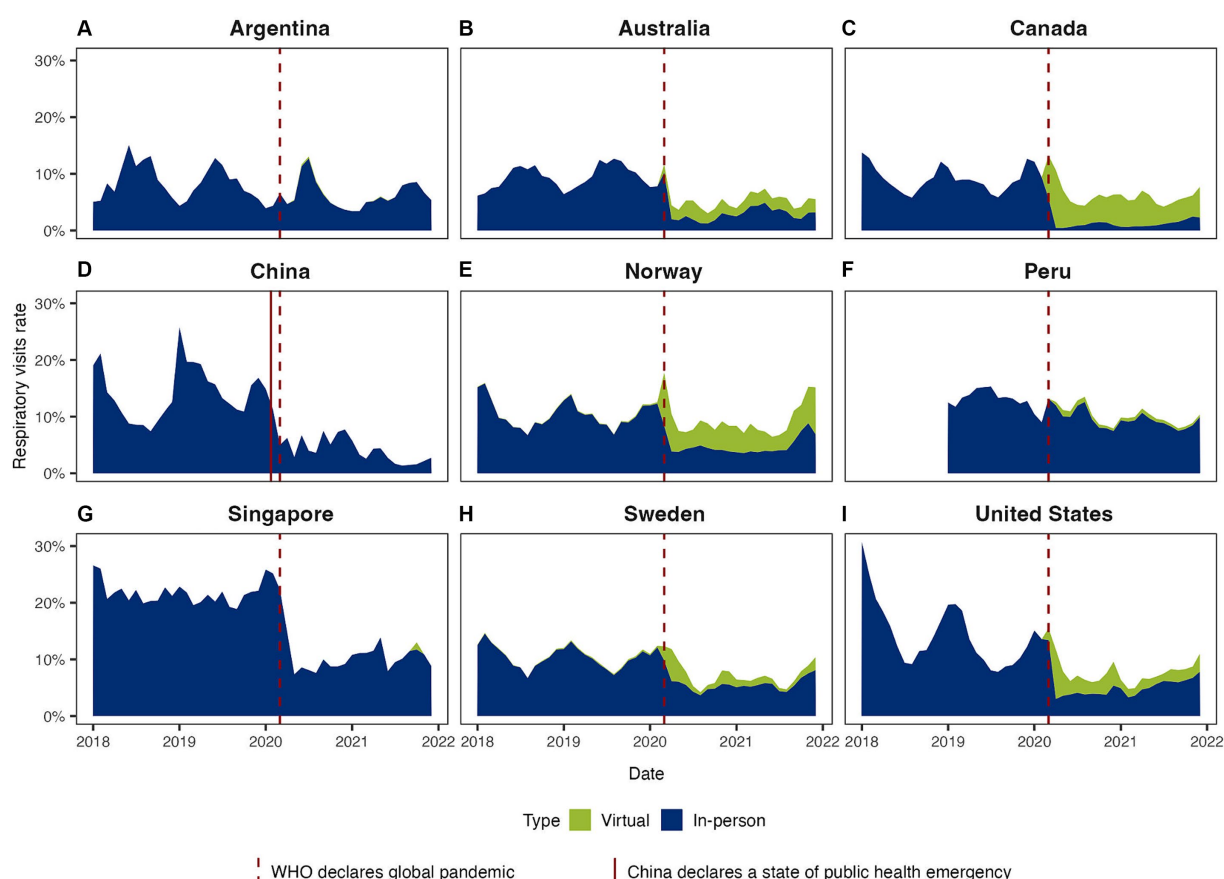 A Argentina
B Australia
C Canada
30%
20%
10%
0%
D China
E Norway
F Peru
Respiratory visits rate
30%
20%
10%
0%
G Singapore
H Sweden
I United States
30%
20%
10%
0%
2018 2019 2020 2021 2022
2018 2019 2020 2021 2022
2018 2019 2020 2021 2022
Date
Type Virtual In-person
WHO declares global pandemic
China declares a state of public health emergency